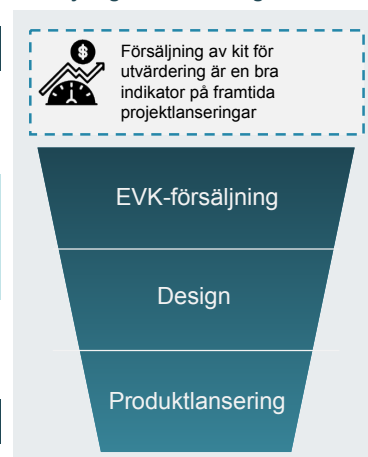 Försäljning av kit för
utvärdering är en bra
indikator på framtida
projektlanseringar
EVK-försäljning
Design
Produktlansering